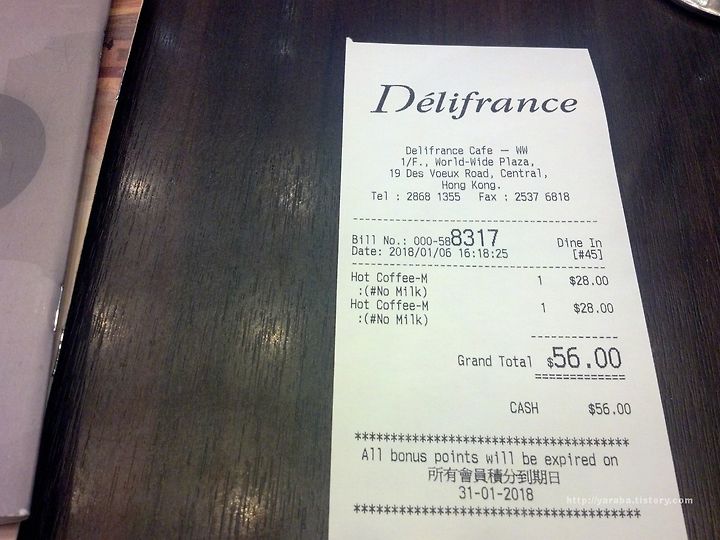 Délifrance
Delifrance Cafe – WW
1/F., World-Wide Plaza,
19 Des Voeux Road, Central,
Hong Kong.
Tel : 2868 1355 Fax : 2537 6818
Bill No.: 000-588317 Dine In
Date: 2018/01/06 16:18:25 [#45]
Hot Coffee-M 1 $28.00
:(#No Milk)
Hot Coffee-M 1 $28.00
:(#No Milk)
Grand Total $56.00
CASH $56.00
************************************
All bonus points will be expired on
所有會員積分到期日
31-01-2018
************************************
http://yaraba.tistory.com